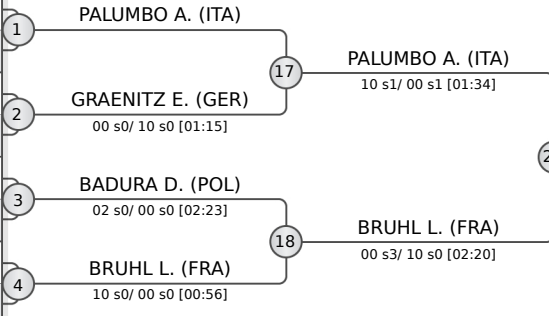 PALUMBO A. (ITA)
1
17
PALUMBO A. (ITA)
10 s1/ 00 s1 [01:34]
GRAENITZ E. (GER)
2
00 s0/ 10 s0 [01:15]
BADURA D. (POL)
3
02 s0/ 00 s0 [02:23]
18
BRUHL L. (FRA)
00 s3/ 10 s0 [02:20]
BRUHL L. (FRA)
4
10 s0/ 00 s0 [00:56]